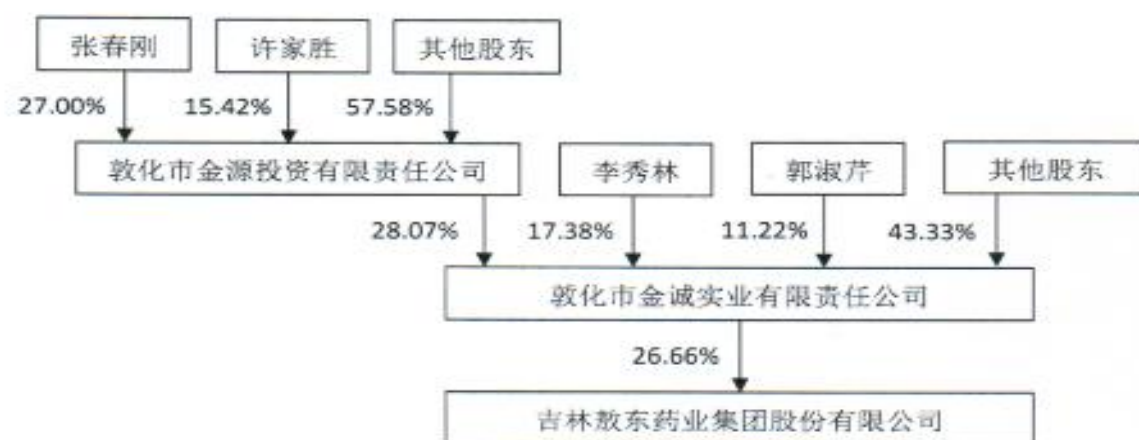 张春刚 许家胜 其他股东
27.00% 15.42% 57.58%
敦化市金源投资有限责任公司 李秀林 郭淑芹 其他股东
28.07% 17.38% 11.22% 43.33%
敦化市金诚实业有限责任公司
26.66%
吉林敖东药业集团股份有限公司